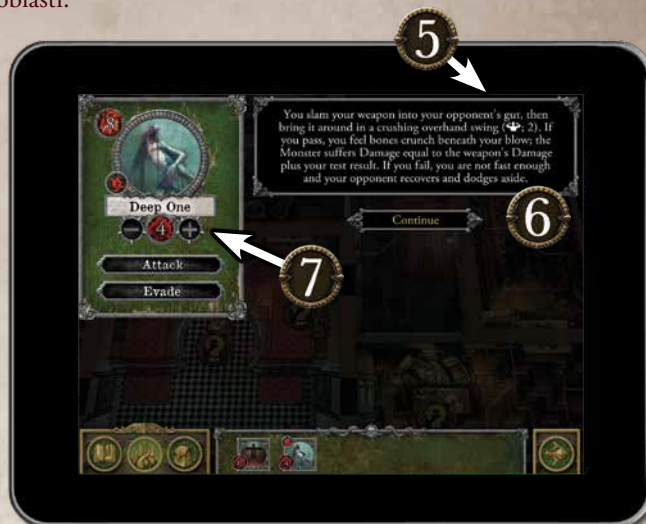 oblasti.
5
8
You slam your weapon into your opponent's gut, then
bring it around in a crushing overhand swing (; 2). If
you pass, you feel bones crunch beneath your blow; the
Monster suffers Damage equal to the weapon's Damage
plus your test result. If you fail, you are not fast enough
and your opponent recovers and dodges aside.
Deep One
− 4 +
Continue
6
7
Attack
Evade